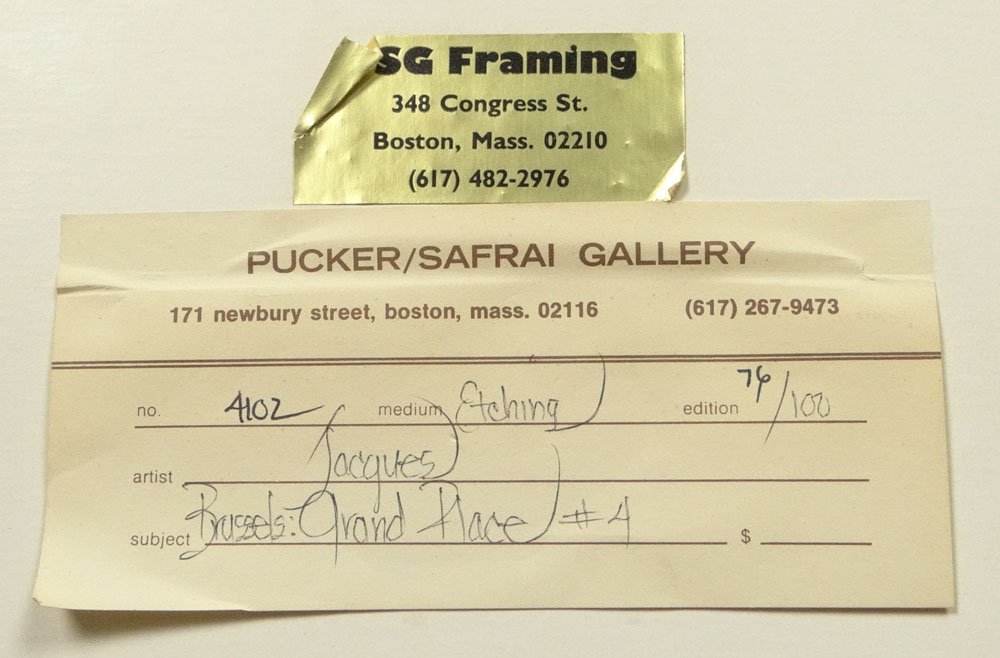 SG Framing
348 Congress St.
Boston, Mass. 02210
(617) 482-2976
PUCKER/SAFRAI GALLERY
171 newbury street, boston, mass. 02116 (617) 267-9473
no. 4102 medium Etching edition 76/100
artist Jacques
subject Brussels: Grand Place #4 $